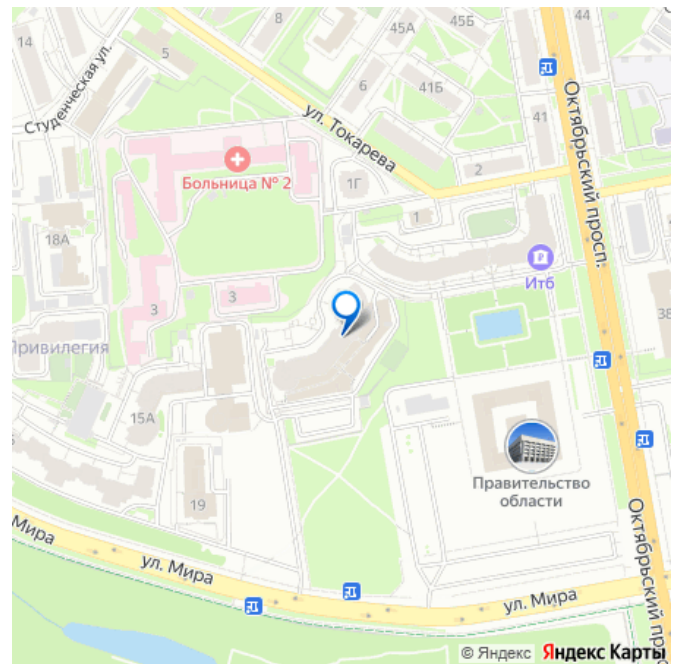 14
8
45А
45Б
44
5
Студенческая ул.
6
41Б
Октябрьский просп.
ул. Токарева
41
Больница № 2
1Г
2
1
18А
Итб
3
3
38
Привилегия
15А
Правительство
области
19
Мира
ул. Мира
Октябрьский про
ул. Мира
© Яндекс Яндекс Карты